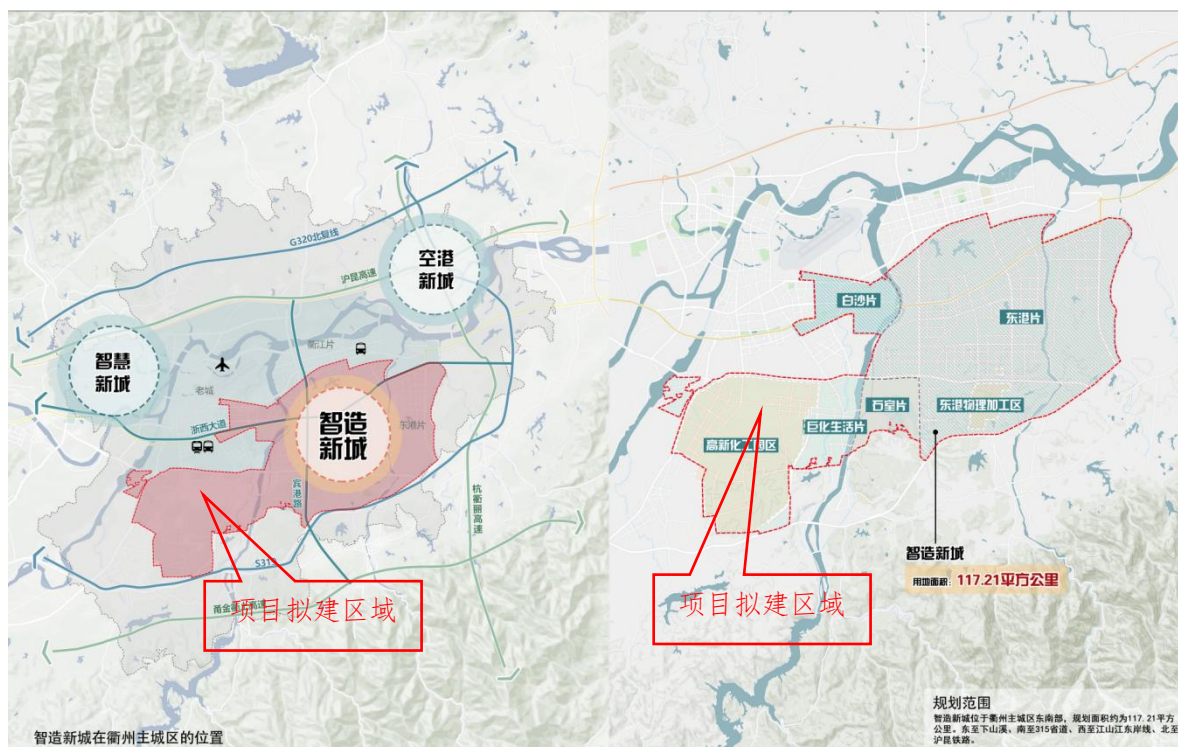 G320北复线
空港
新城
沪昆高速
智慧
新城
衢江片
老城
浙西大道
智造
新城
东港片
宾港路
杭衢丽高速
S315
项目拟建区域
智造新城在衢州主城区的位置
白沙片
东港片
石室片
东港物理加工区
巨化生活片
高新化工园区
项目拟建区域
智造新城
用地面积：117.21平方公里
规划范围
智造新城位于衢州主城区东南部，规划面积约为117.21平方
公里。东至下山溪、南至315省道、西至江山江东岸线、北至
沪昆铁路。